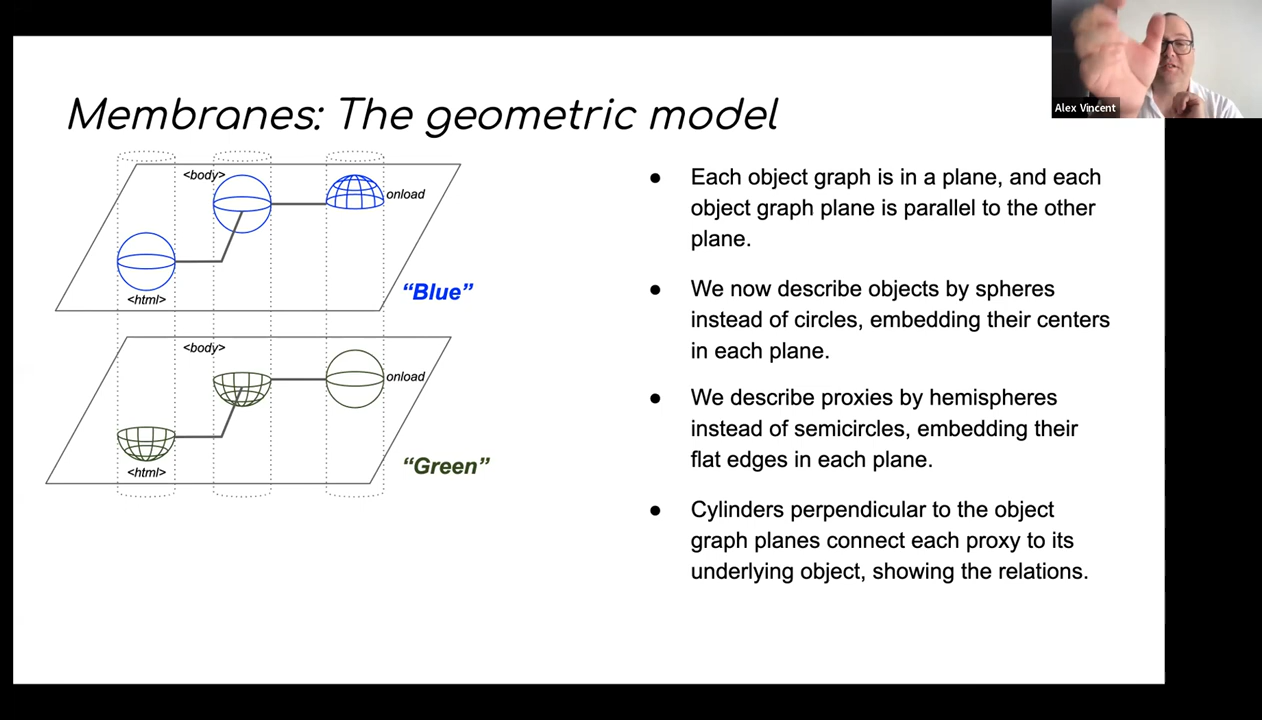 Alex Vincent
Membranes: The geometric model
<body>
onload
<html>
“Blue”
<body>
onload
<html>
“Green”
● Each object graph is in a plane, and each
object graph plane is parallel to the other
plane.
● We now describe objects by spheres
instead of circles, embedding their centers
in each plane.
● We describe proxies by hemispheres
instead of semicircles, embedding their
flat edges in each plane.
● Cylinders perpendicular to the object
graph planes connect each proxy to its
underlying object, showing the relations.